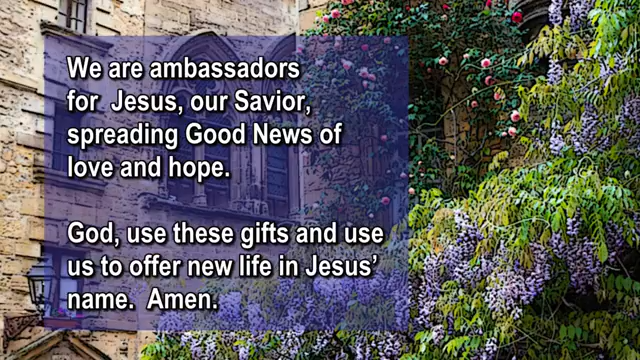 We are ambassadors
for  Jesus, our Savior,
spreading Good News of
love and hope.
God, use these gifts and use
us to offer new life in Jesus’
name.  Amen.